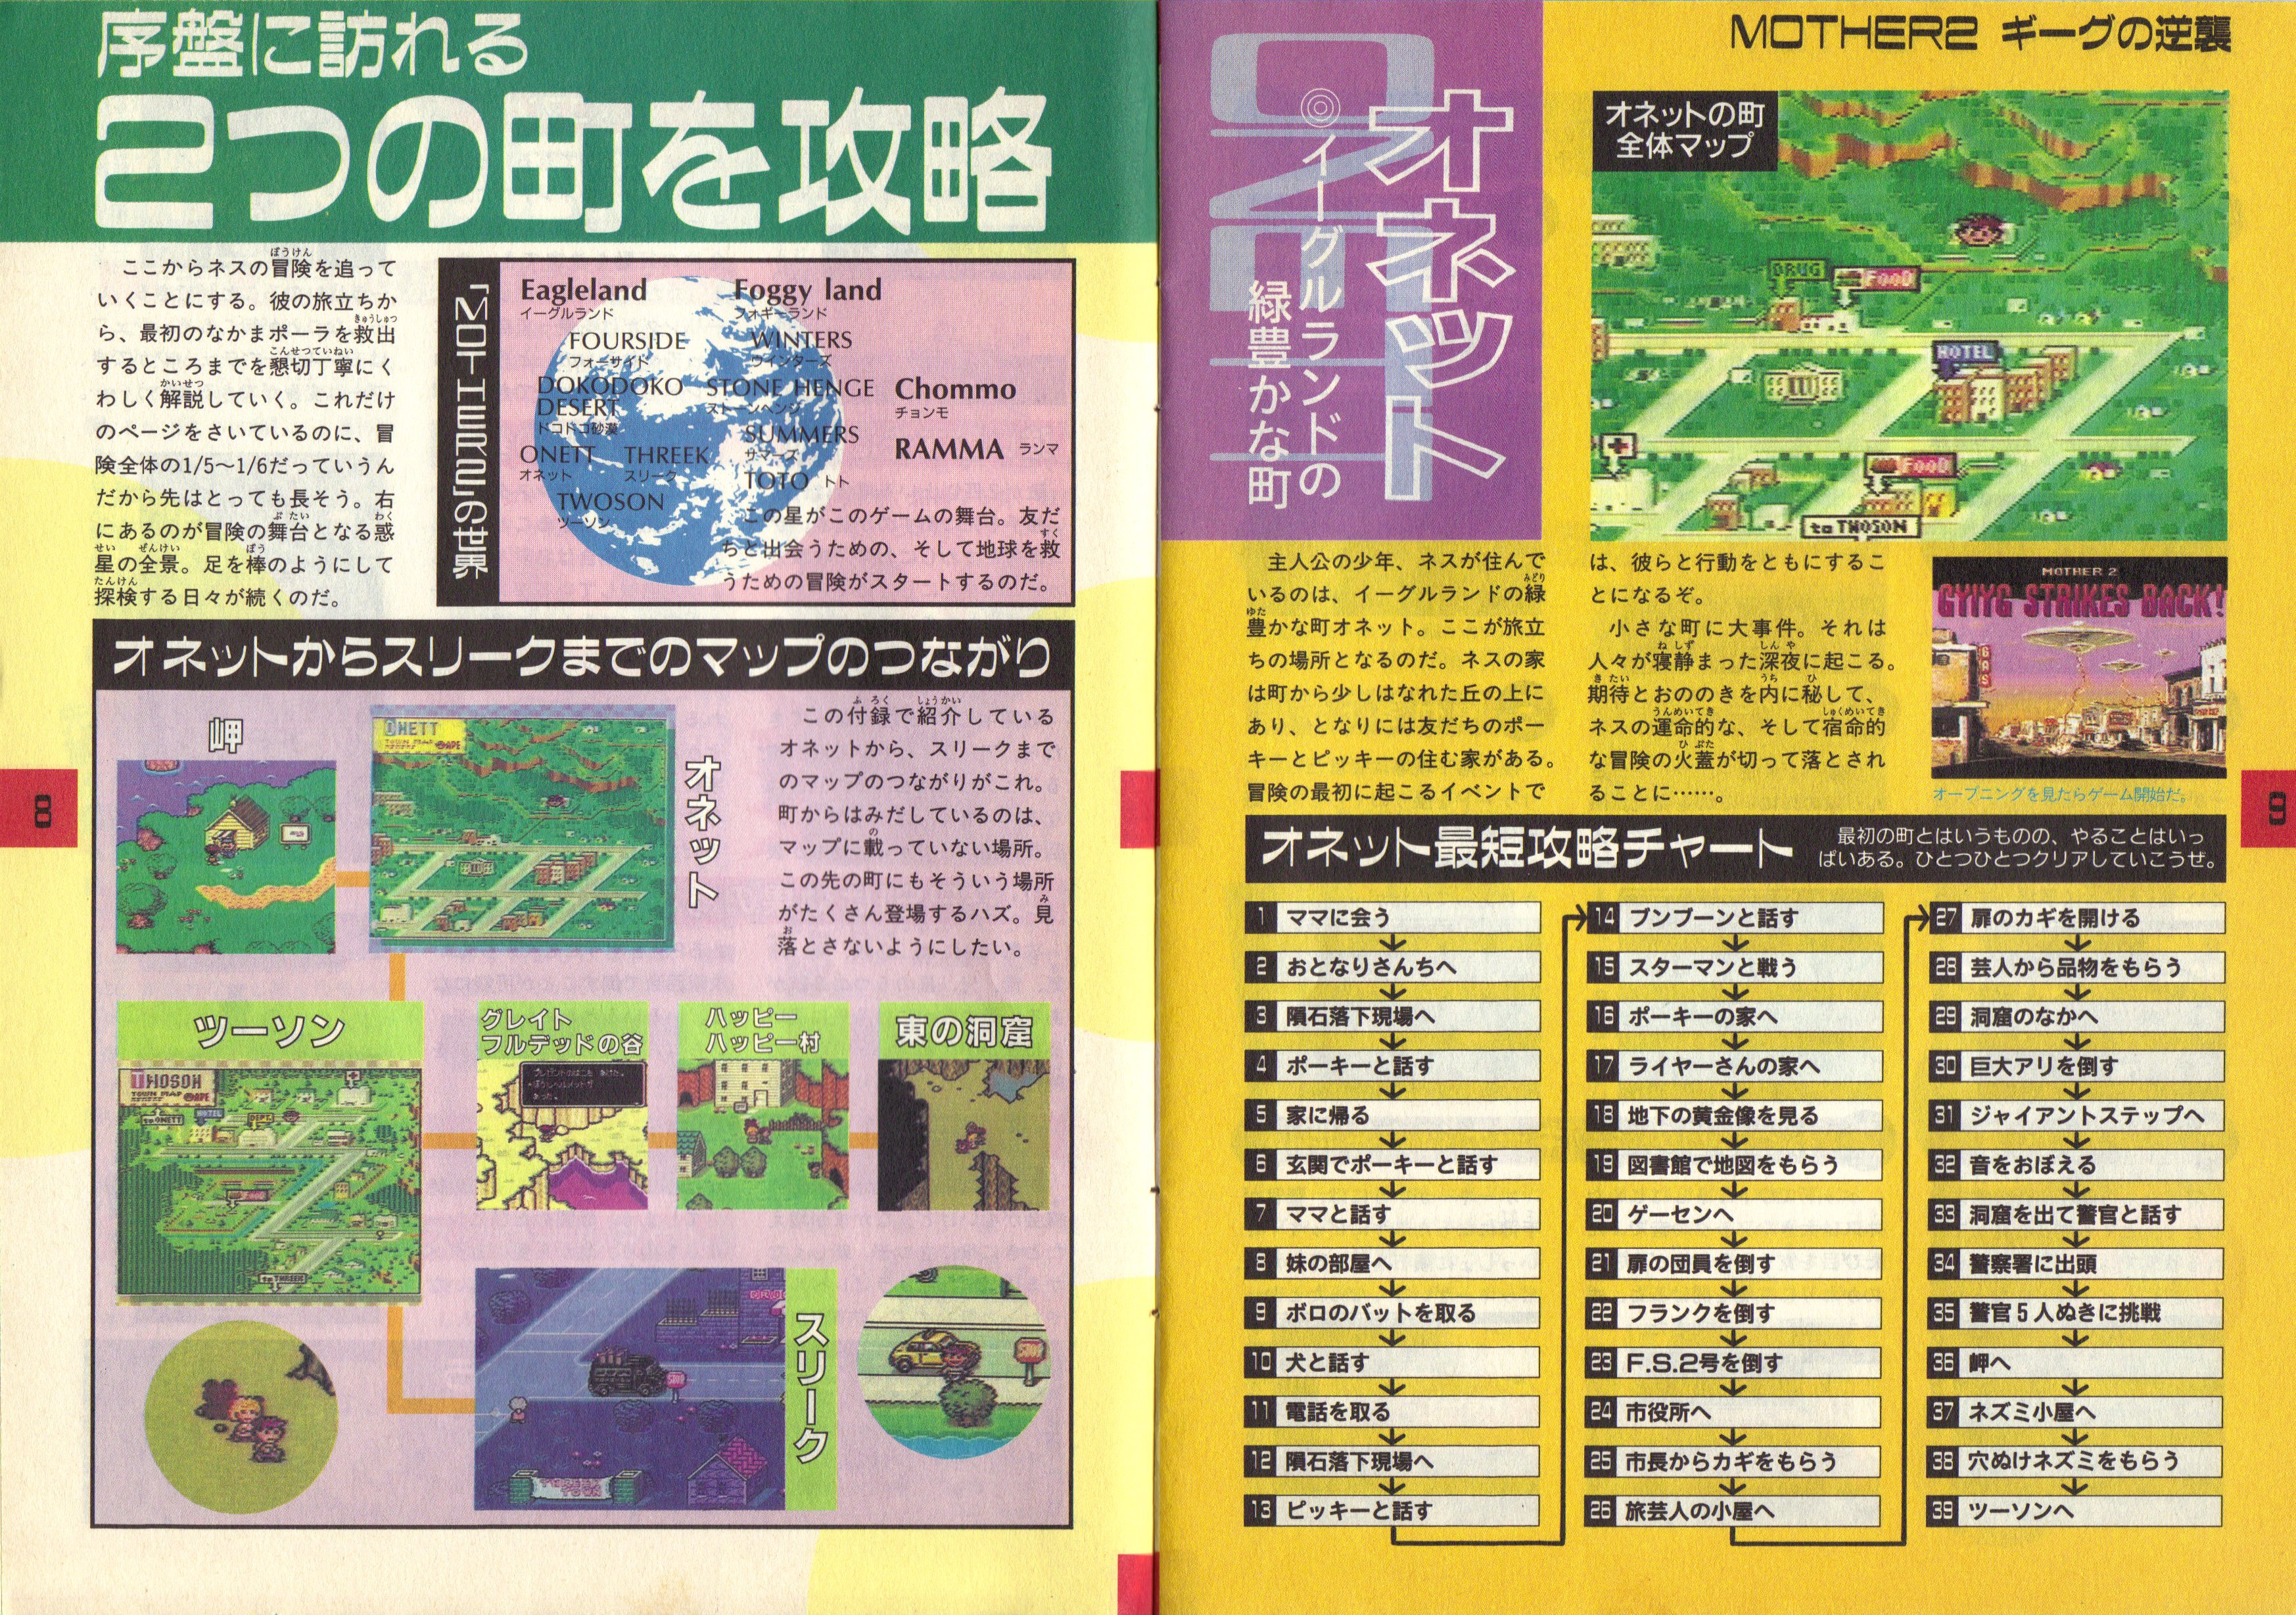 序盤に訪れる
2つの町を攻略
ここからネスの冒険を追って
いくことにする。彼の旅立ちか
ら、最初のなかまポーラを救出
するところまでを懇切丁寧にく
わしく解説していく。これだけ
のページをさいているのに、冒
険全体の1/5〜1/6だっていうん
だから先はとっても長そう。右
にあるのが冒険の舞台となる惑
星の全景。足を棒のようにして
探検する日々が続くのだ。
「MOTHER2」の世界
Eagleland
イーグルランド
FOURSIDE
フォーサイド
DOKODOKO
DESERT
ドコドコ砂漠
ONETT
オネット
THREEK
スリーク
TWOSON
ツーソン
Foggy land
フォギーランド
WINTERS
ウインターズ
STONE HENGE
ストーンヘンジ
SUMMERS
サマーズ
TOTO トト
Chommo
チョンモ
RAMMA ランマ
この星がこのゲームの舞台。友だ
ちと出会うための、そして地球を救
うための冒険がスタートするのだ。
オネットからスリークまでのマップのつながり
岬
ONETT
TOWN MAP
オネット
この付録で紹介している
オネットから、スリークまで
のマップのつながりがこれ。
町からはみだしているのは、
マップに載っていない場所。
この先の町にもそういう場所
がたくさん登場するハズ。見
落とさないようにしたい。
ツーソン
TWOSON
TOWN MAP
to ONETT
HOTEL
DEPT.
to THREEK
グレイト
フルデッドの谷
ハッピー
ハッピー村
東の洞窟
スリーク
STOP
STOP
8
MOTHER2 ギーグの逆襲
オネット
◎イーグルランドの
緑豊かな町
オネットの町
全体マップ
DRUG
FOOD
HOTEL
FOOD
to TWOSON
主人公の少年、ネスが住んで
いるのは、イーグルランドの緑
豊かな町オネット。ここが旅立
ちの場所となるのだ。ネスの家
は町から少しはなれた丘の上に
あり、となりには友だちのポー
キーとピッキーの住む家がある。
冒険の最初に起こるイベントで
は、彼らと行動をともにするこ
とになるぞ。
小さな町に大事件。それは
人々が寝静まった深夜に起こる。
期待とおののきを内に秘して、
ネスの運命的な、そして宿命的
な冒険の火蓋が切って落とされ
ることに……。
MOTHER 2
GYIYG STRIKES BACK!
GAS
オープニングを見たらゲーム開始だ。
オネット最短攻略チャート
最初の町とはいうものの、やることはいっ
ぱいある。ひとつひとつクリアしていこうぜ。
1 ママに会う
2 おとなりさんちへ
3 隕石落下現場へ
4 ポーキーと話す
5 家に帰る
6 玄関でポーキーと話す
7 ママと話す
8 妹の部屋へ
9 ボロのバットを取る
10 犬と話す
11 電話を取る
12 隕石落下現場へ
13 ピッキーと話す
14 ブンブーンと話す
15 スターマンと戦う
16 ポーキーの家へ
17 ライヤーさんの家へ
18 地下の黄金像を見る
19 図書館で地図をもらう
20 ゲーセンへ
21 扉の団員を倒す
22 フランクを倒す
23 F.S.2号を倒す
24 市役所へ
25 市長からカギをもらう
26 旅芸人の小屋へ
27 扉のカギを開ける
28 芸人から品物をもらう
29 洞窟のなかへ
30 巨大アリを倒す
31 ジャイアントステップへ
32 音をおぼえる
33 洞窟を出て警官と話す
34 警察署に出頭
35 警官5人ぬきに挑戦
36 岬へ
37 ネズミ小屋へ
38 穴ぬけネズミをもらう
39 ツーソンへ
9